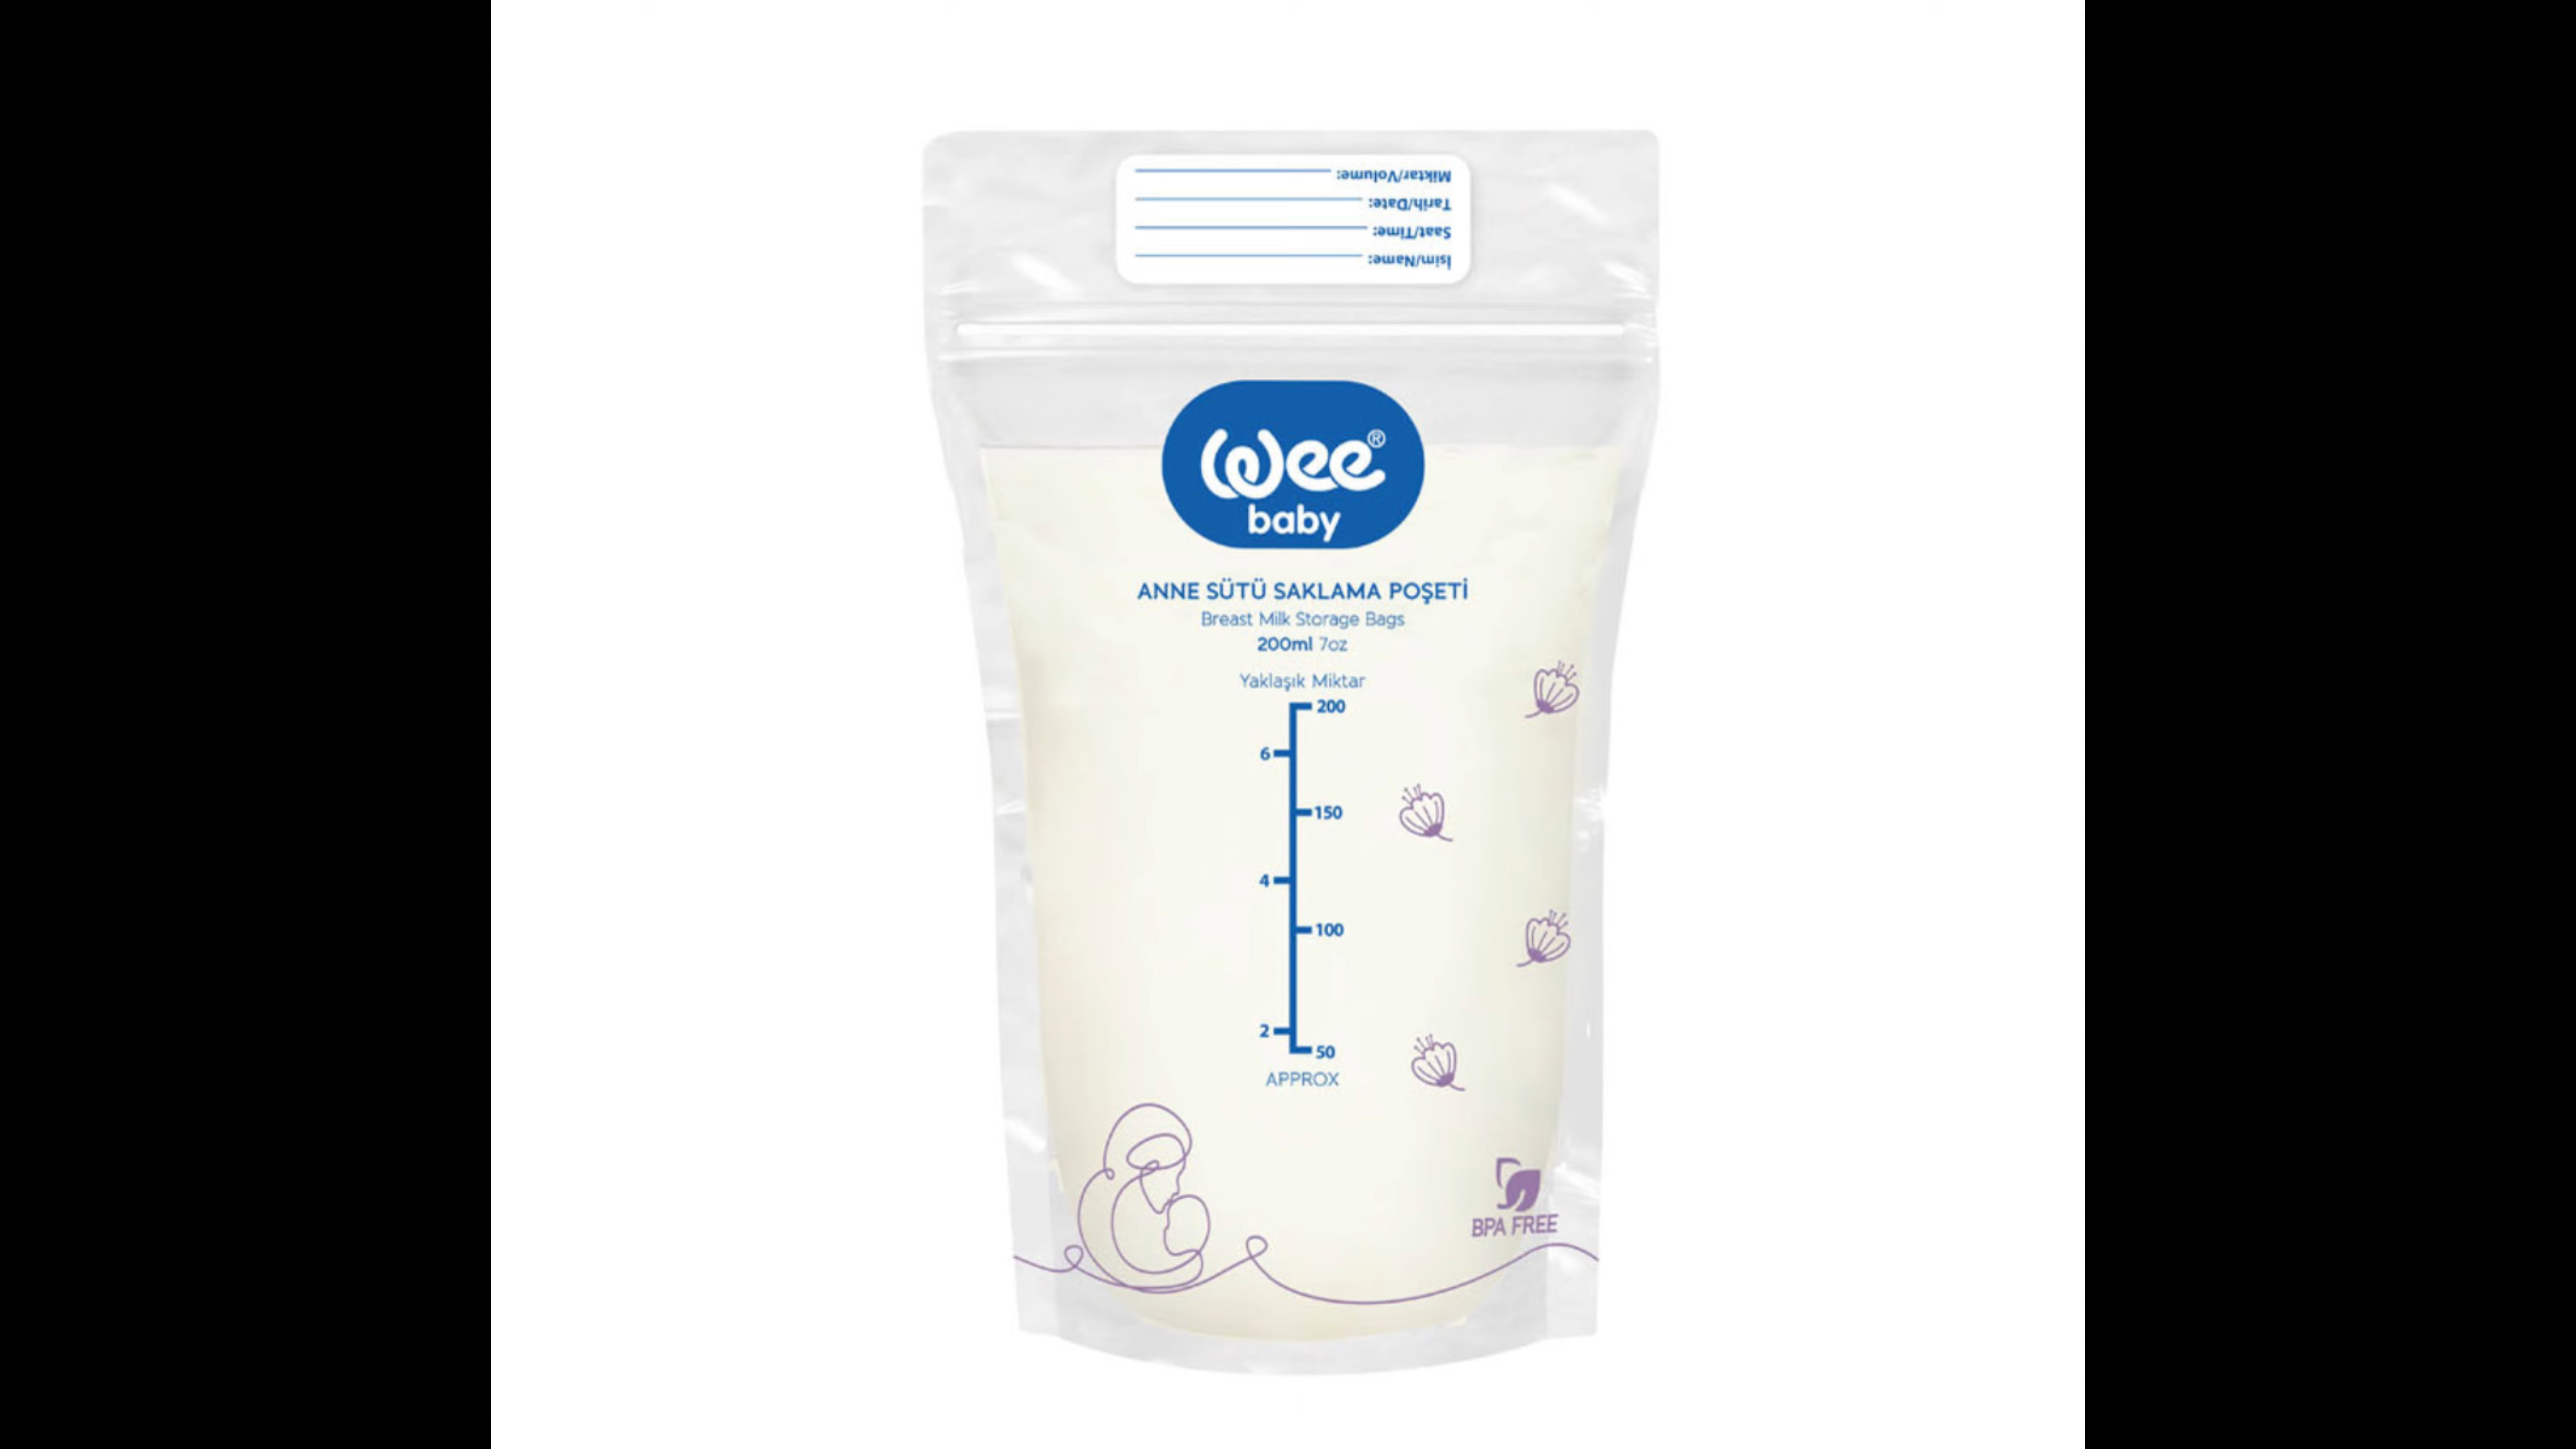 Miktar/Volume:
Tarih/Date:
Saat/Time:
İsim/Name:
Wee®
baby
ANNE SÜTÜ SAKLAMA POŞETİ
Breast Milk Storage Bags
200ml 7oz
Yaklaşık Miktar
200
6
150
4
100
2
50
APPROX
BPA FREE